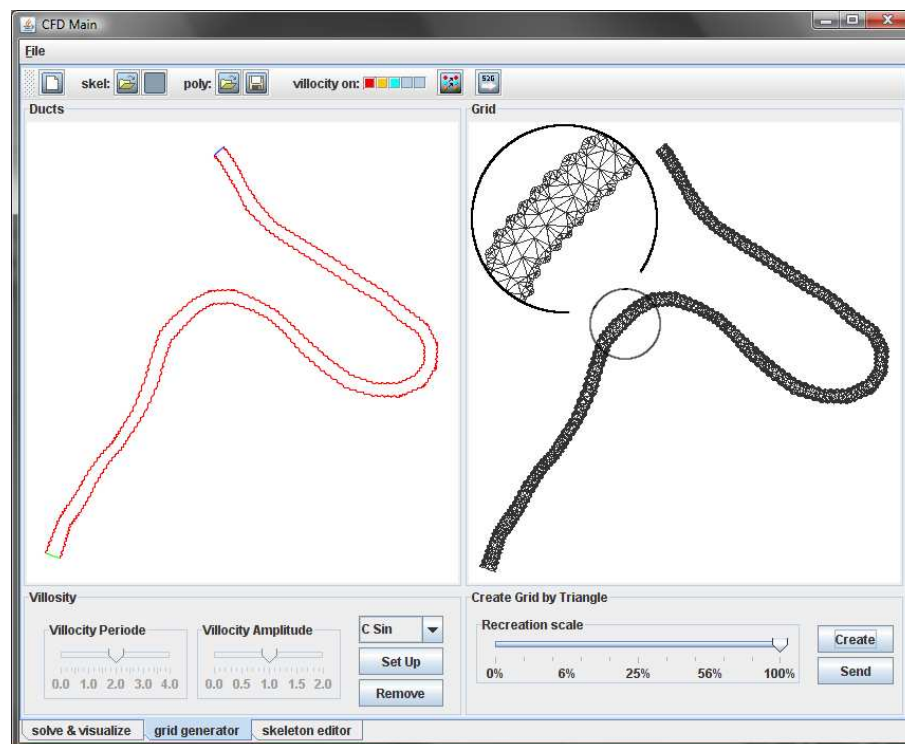 CFD Main
File
skel: poly: villocity on: S2G
Ducts
Grid
Villosity
Villocity Periode
0.0 1.0 2.0 3.0 4.0
Villocity Amplitude
0.0 0.5 1.0 1.5 2.0
C Sin
Set Up
Remove
Create Grid by Triangle
Recreation scale
0% 6% 25% 56% 100%
Create
Send
solve & visualize grid generator skeleton editor